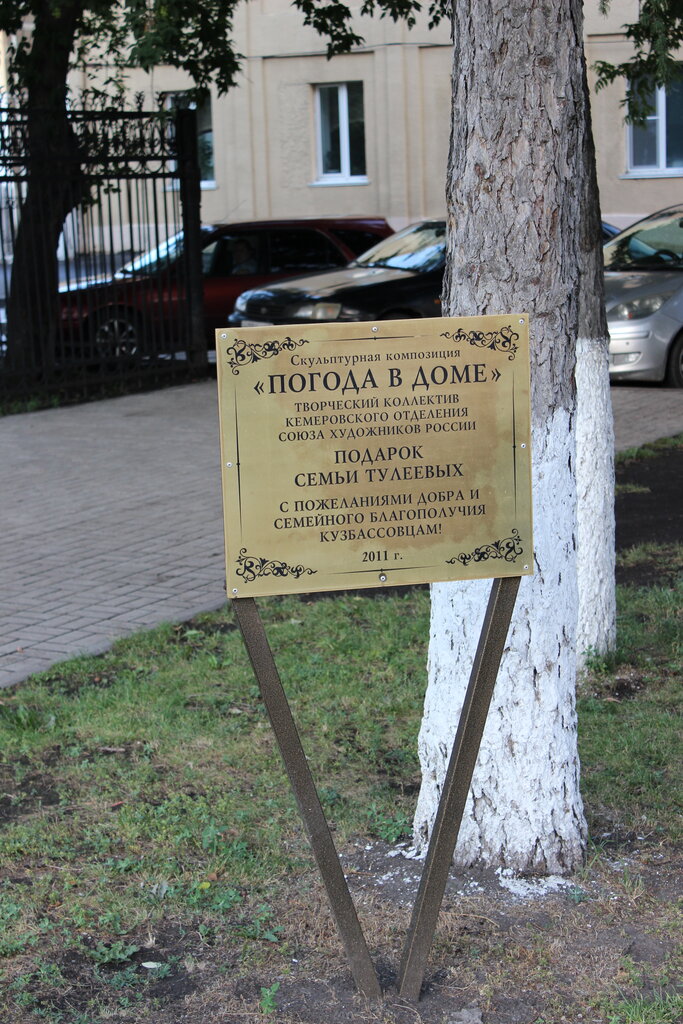 Скульптурная композиция
«ПОГОДА В ДОМЕ»
ТВОРЧЕСКИЙ КОЛЛЕКТИВ
КЕМЕРОВСКОГО ОТДЕЛЕНИЯ
СОЮЗА ХУДОЖНИКОВ РОССИИ
ПОДАРОК
СЕМЬИ ТУЛЕЕВЫХ
С ПОЖЕЛАНИЯМИ ДОБРА И
СЕМЕЙНОГО БЛАГОПОЛУЧИЯ
КУЗБАССОВЦАМ!
2011 г.